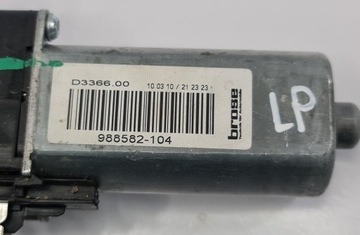 D3366.00
10.03.10 / 21 23 23
988582-104
brose
LP